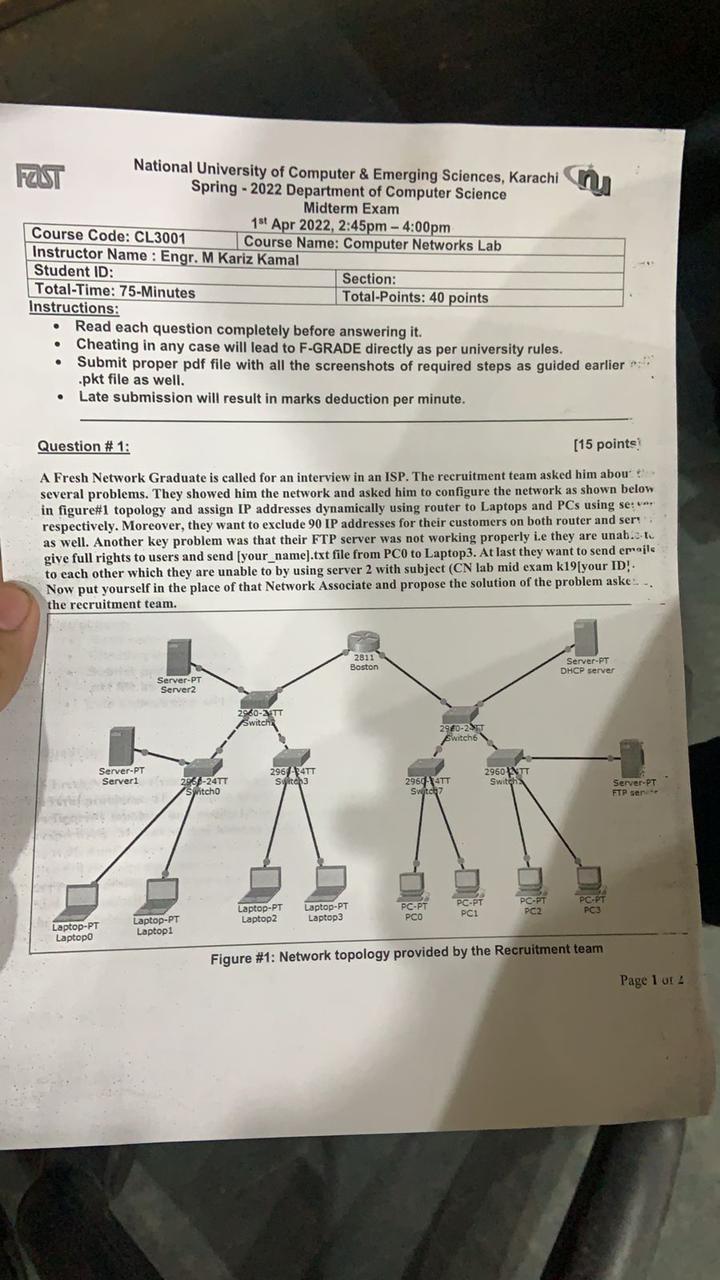 FAST
National University of Computer & Emerging Sciences, Karachi
nu
Spring - 2022 Department of Computer Science
Midterm Exam
1st Apr 2022, 2:45pm – 4:00pm
Course Code: CL3001
Course Name: Computer Networks Lab
Instructor Name : Engr. M Kariz Kamal
Student ID:
Section:
Total-Time: 75-Minutes
Total-Points: 40 points
Instructions:
• Read each question completely before answering it.
• Cheating in any case will lead to F-GRADE directly as per university rules.
• Submit proper pdf file with all the screenshots of required steps as guided earlier
.pkt file as well.
• Late submission will result in marks deduction per minute.
Question # 1:
[15 points]
A Fresh Network Graduate is called for an interview in an ISP. The recruitment team asked him about
several problems. They showed him the network and asked him to configure the network as shown below
in figure#1 topology and assign IP addresses dynamically using router to Laptops and PCs using
respectively. Moreover, they want to exclude 90 IP addresses for their customers on both router and
as well. Another key problem was that their FTP server was not working properly i.e they are
give full rights to users and send [your_name].txt file from PC0 to Laptop3. At last they want to send emails
to each other which they are unable to by using server 2 with subject (CN lab mid exam k19[your ID]
Now put yourself in the place of that Network Associate and propose the solution of the problem
the recruitment team.
2811
Boston
Server-PT
Server2
Server-PT
DHCP server
2960-24TT
2960-24TT
Switch6
Server-PT
Server1
2960-24TT
Switch0
2960-24TT
Switch3
2960-24TT
Switch7
2960-24TT
Server-PT
FTP
Laptop-PT
Laptop0
Laptop-PT
Laptop1
Laptop-PT
Laptop2
Laptop-PT
Laptop3
PC-PT
PC0
PC-PT
PC1
PC-PT
PC2
PC-PT
PC3
Figure #1: Network topology provided by the Recruitment team
Page 1 of 2